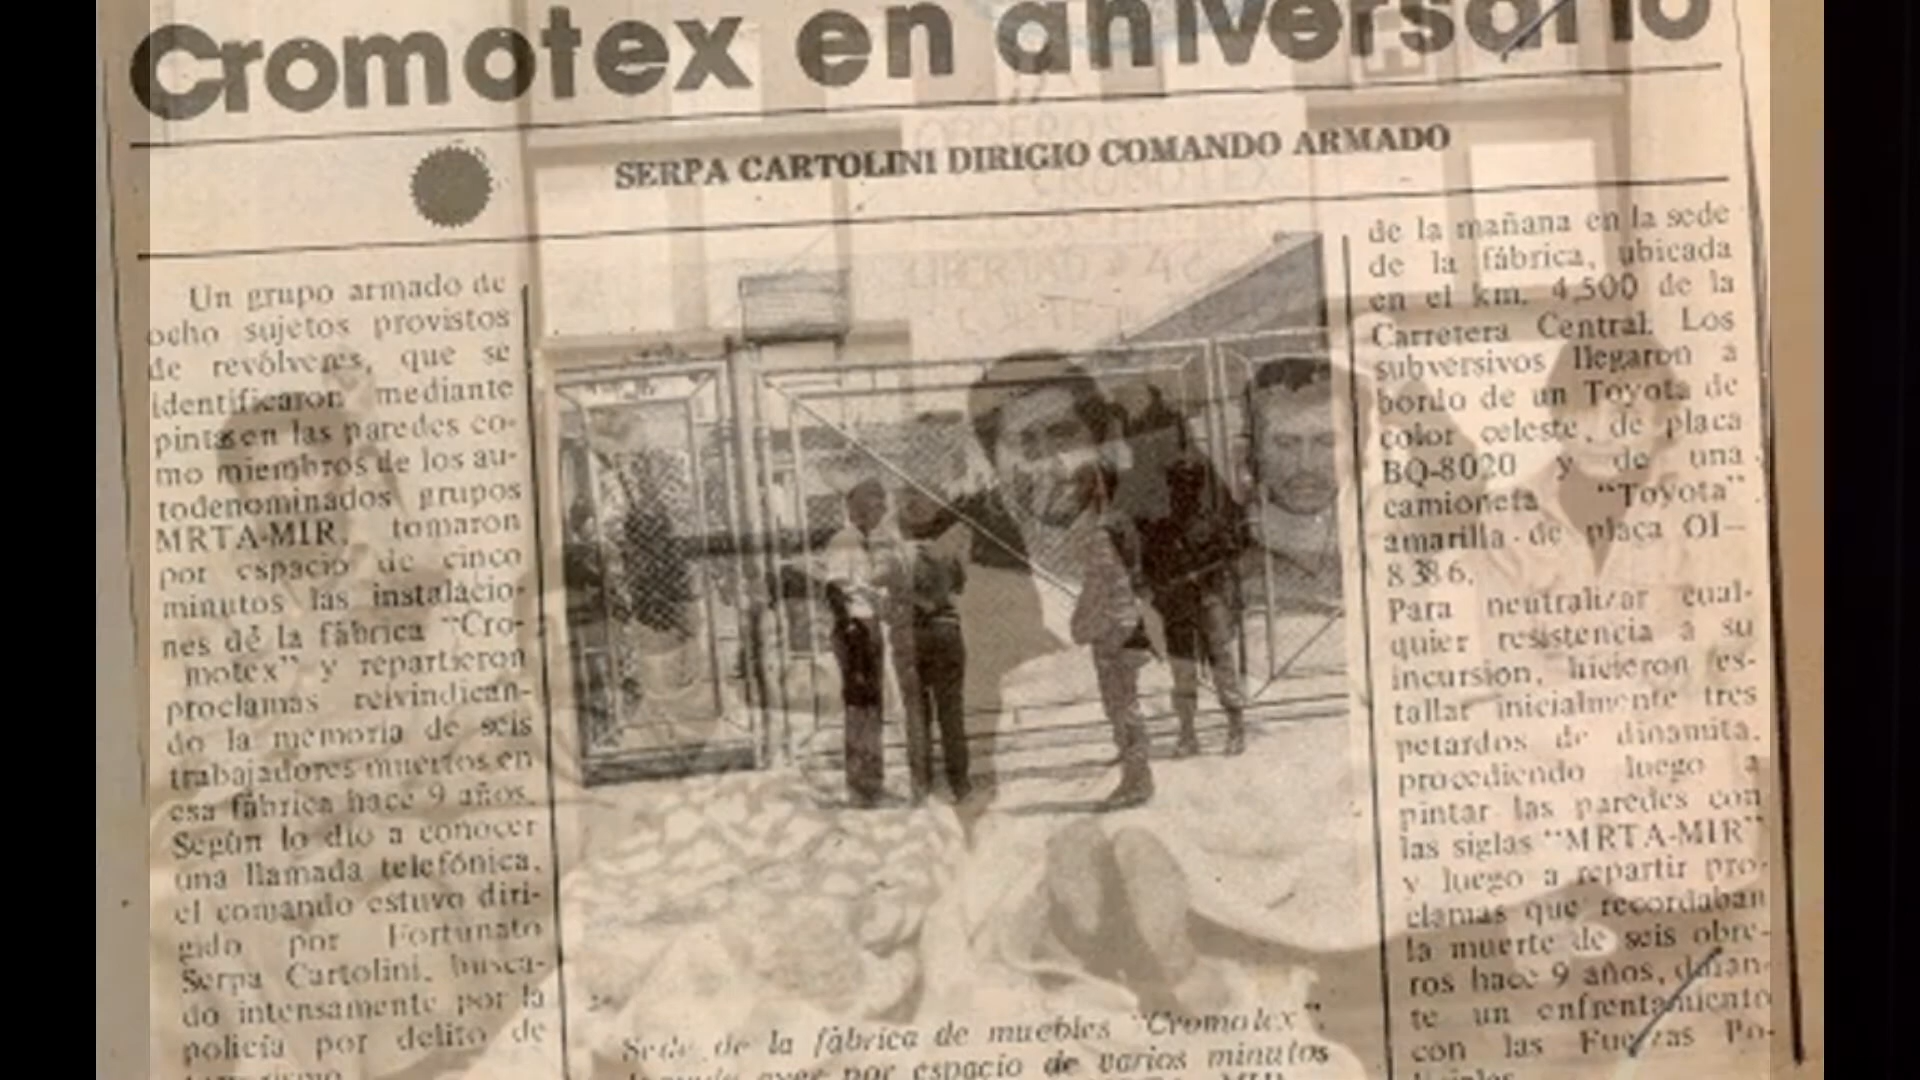 Cromotex en aniversario
SERPA CARTOLINI DIRIGIO COMANDO ARMADO
Un grupo armado de
ocho sujetos provistos
de revólveres, que se
identificaron mediante
pintas en las paredes co-
mo miembros de los au-
todenominados grupos
MRTA-MIR, tomaron
por espacio de cinco
minutos las instalacio-
nes de la fábrica "Cro-
motex" y repartieron
proclamas reivindican-
do la memoria de seis
trabajadores muertos en
esa fábrica hace 9 años.
Según lo dio a conocer
una llamada telefónica,
el comando estuvo diri-
gido por Fortunato
Serpa Cartolini, busca-
do intensamente por la
policía por delito de
Sede de la fábrica de muebles "Cromotex".
ayer por espacio de varios minutos
de la mañana en la sede
de la fábrica, ubicada
en el km. 4,500 de la
Carretera Central. Los
subversivos llegaron a
bordo de un Toyota de
color celeste, de placa
BQ-8020 y de una
camioneta "Toyota"
amarilla de placa OI-
8386.
Para neutralizar cual-
quier resistencia a su
incursion, hicieron es-
tallar inicialmente tres
petardos de dinamita,
procediendo luego a
pintar las paredes con
las siglas "MRTA-MIR"
y luego a repartir pro-
clamas que recordaban
la muerte de seis obre-
ros hace 9 años, duran-
te un enfrentamiento
con las Fuerzas Po-
OBREROS
CROMOTEX
LIBERTAD